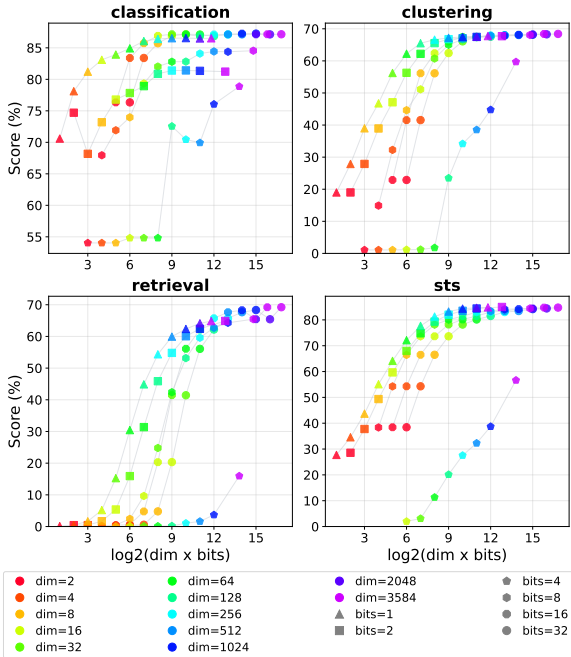 classification
clustering
Score (%)
85
80
75
70
65
60
55
3
6
9
12
15
70
60
50
40
30
20
10
0
3
6
9
12
15
retrieval
sts
Score (%)
70
60
50
40
30
20
10
0
3
6
9
12
15
log2(dim x bits)
80
70
60
50
40
30
20
10
0
3
6
9
12
15
log2(dim x bits)
dim=2
dim=4
dim=8
dim=16
dim=32
dim=64
dim=128
dim=256
dim=512
dim=1024
dim=2048
dim=3584
bits=1
bits=2
bits=4
bits=8
bits=16
bits=32